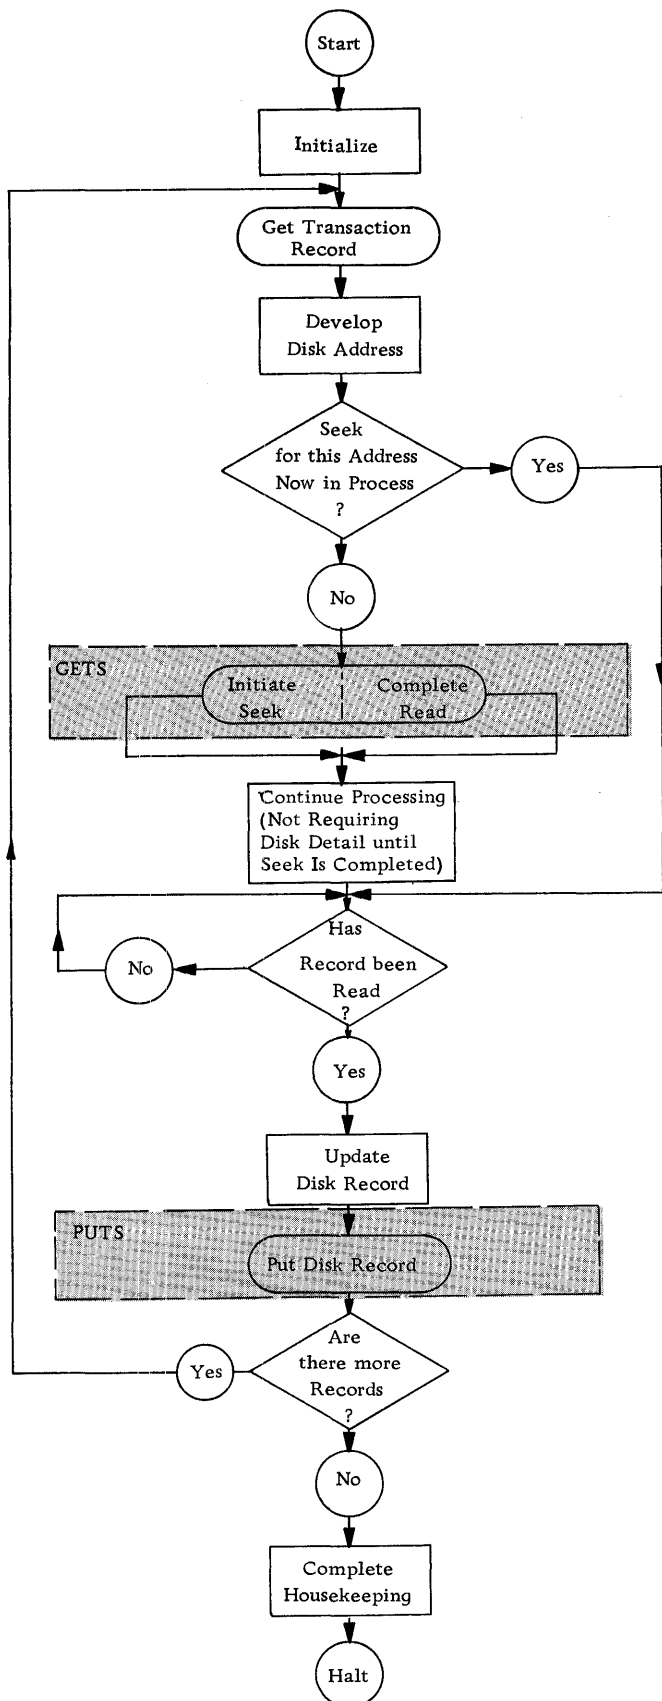 Start
Initialize
Get Transaction
Record
Develop
Disk Address
Seek
for this Address
Now in Process
?
Yes
No
GETS
Initiate
Seek
Complete
Read
Continue Processing
(Not Requiring
Disk Detail until
Seek Is Completed)
Has
Record been
Read
?
No
Yes
Update
Disk Record
PUTS
Put Disk Record
Are
there more
Records
?
Yes
No
Complete
Housekeeping
Halt